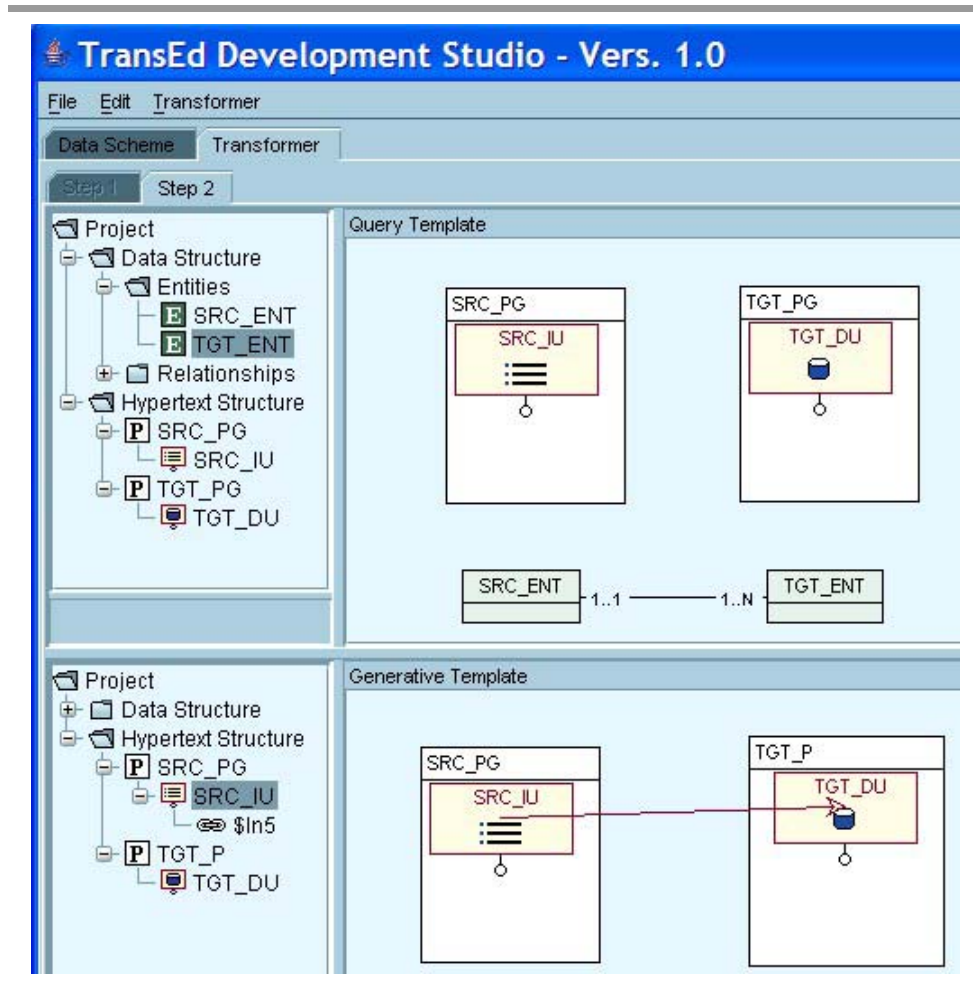 TransEd Development Studio - Vers. 1.0
File Edit Transformer
Data Scheme Transformer
Step 1 Step 2
Project
Data Structure
Entities
E SRC_ENT
E TGT_ENT
Relationships
Hypertext Structure
P SRC_PG
SRC_IU
P TGT_PG
TGT_DU
Query Template
SRC_PG
SRC_IU
TGT_PG
TGT_DU
SRC_ENT 1..1 1..N TGT_ENT
Project
Data Structure
Hypertext Structure
P SRC_PG
SRC_IU
$ln5
P TGT_P
TGT_DU
Generative Template
SRC_PG
SRC_IU
TGT_P
TGT_DU